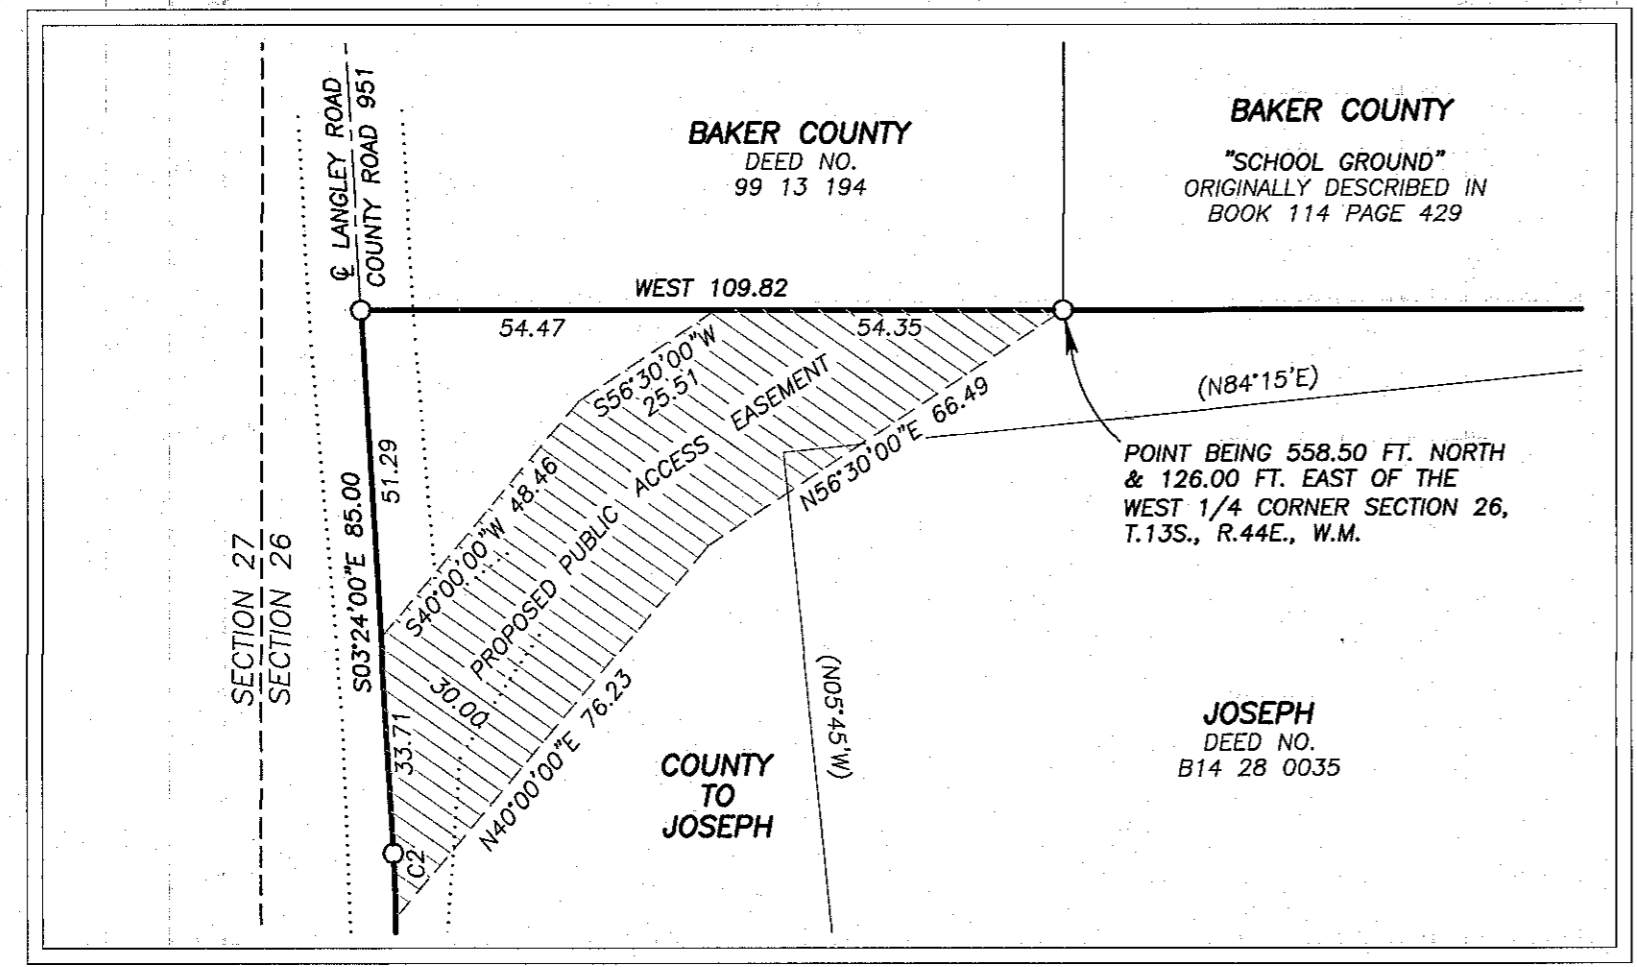 ℄ LANGLEY ROAD
COUNTY ROAD 951
BAKER COUNTY
DEED NO.
99 13 194
BAKER COUNTY
"SCHOOL GROUND"
ORIGINALLY DESCRIBED IN
BOOK 114 PAGE 429
WEST 109.82
54.47
54.35
S56°30'00"W
25.51
(N84°15'E)
N56°30'00"E 66.49
POINT BEING 558.50 FT. NORTH
& 126.00 FT. EAST OF THE
WEST 1/4 CORNER SECTION 26,
T.13S., R.44E., W.M.
S03°24'00"E 85.00
51.29
S40°00'00"W 48.46
PROPOSED PUBLIC ACCESS EASEMENT
SECTION 27
SECTION 26
30.00
33.71
N40°00'00"E 76.23
(N05°45'W)
C2
COUNTY
TO
JOSEPH
JOSEPH
DEED NO.
B14 28 0035